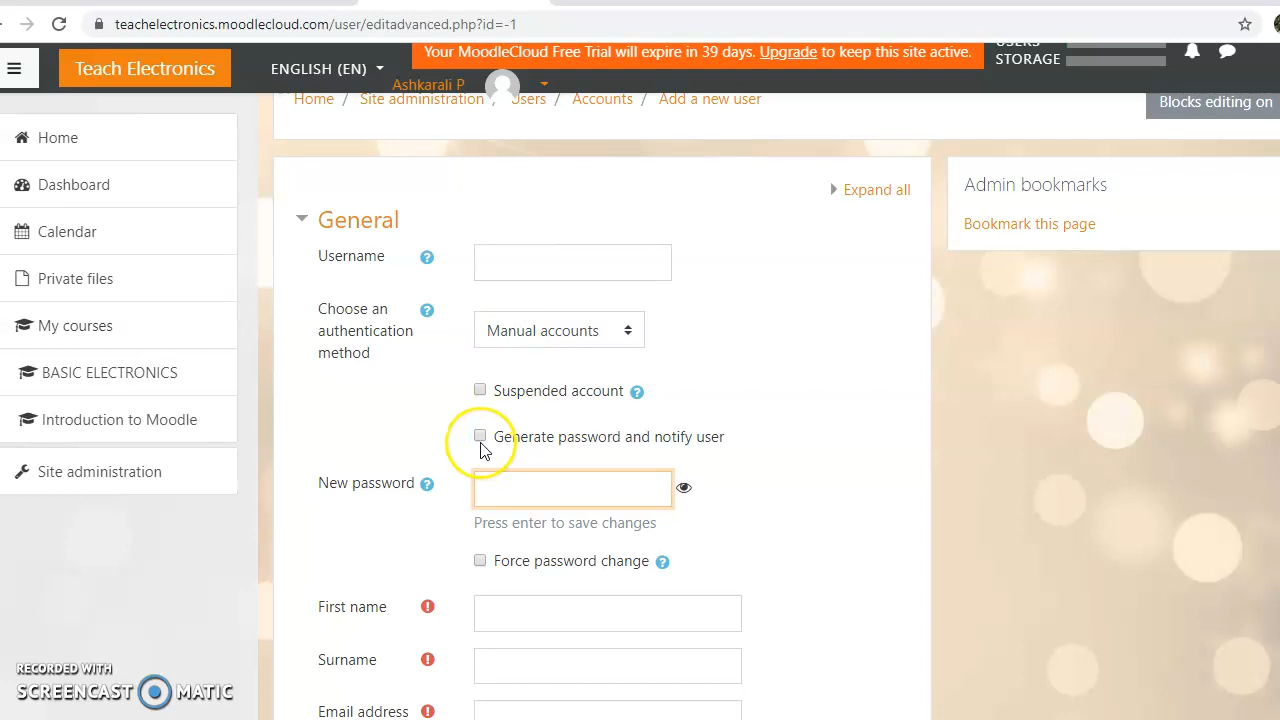 teachelectronics.moodlecloud.com/user/editadvanced.php?id=-1
Teach Electronics
ENGLISH (EN)
Your MoodleCloud Free Trial will expire in 39 days. Upgrade to keep this site active.
USERS
STORAGE
Ashkarali P
Home / Site administration / Users / Accounts / Add a new user
Blocks editing on
Home
Dashboard
Calendar
Private files
My courses
BASIC ELECTRONICS
Introduction to Moodle
Site administration
Expand all
General
Username
Choose an
authentication
method
Manual accounts
Suspended account
Generate password and notify user
New password
Press enter to save changes
Force password change
First name
Surname
Email address
Admin bookmarks
Bookmark this page
RECORDED WITH
SCREENCAST MATIC